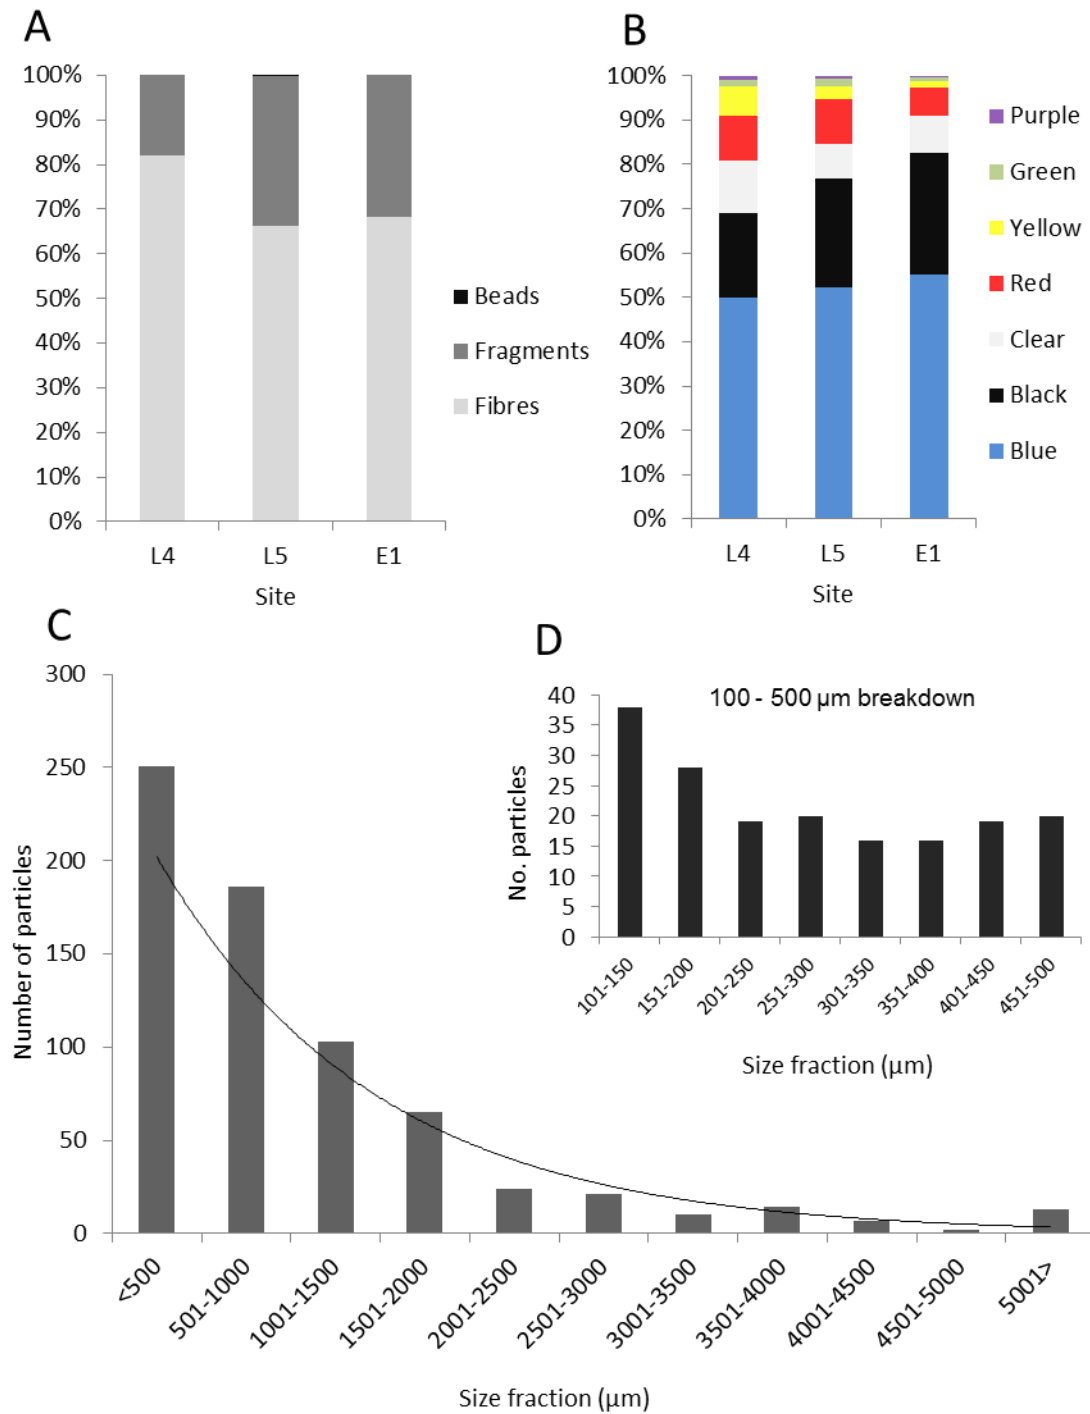 A
100%
90%
80%
70%
60%
50%
40%
30%
20%
10%
0%
L4 L5 E1
Site
Beads
Fragments
Fibres
B
100%
90%
80%
70%
60%
50%
40%
30%
20%
10%
0%
L4 L5 E1
Site
Purple
Green
Yellow
Red
Clear
Black
Blue
C
Number of particles
300
250
200
150
100
50
0
<500 501-1000 1001-1500 1501-2000 2001-2500 2501-3000 3001-3500 3501-4000 4001-4500 4501-5000 5001>
Size fraction (μm)
D
100 - 500 μm breakdown
No. particles
40
35
30
25
20
15
10
5
0
101-150 151-200 201-250 251-300 301-350 351-400 401-450 451-500
Size fraction (μm)